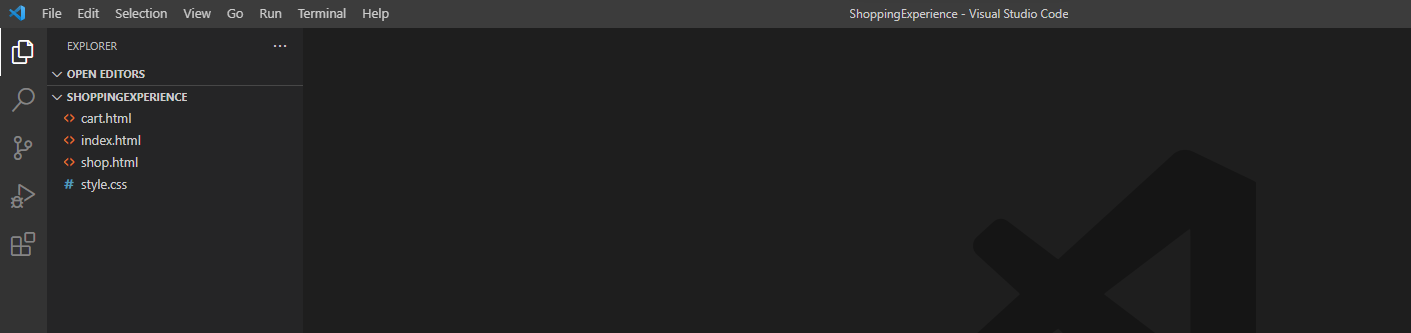 File Edit Selection View Go Run Terminal Help ShoppingExperience - Visual Studio Code
EXPLORER ···
OPEN EDITORS
SHOPPINGEXPERIENCE
<> cart.html
<> index.html
<> shop.html
# style.css